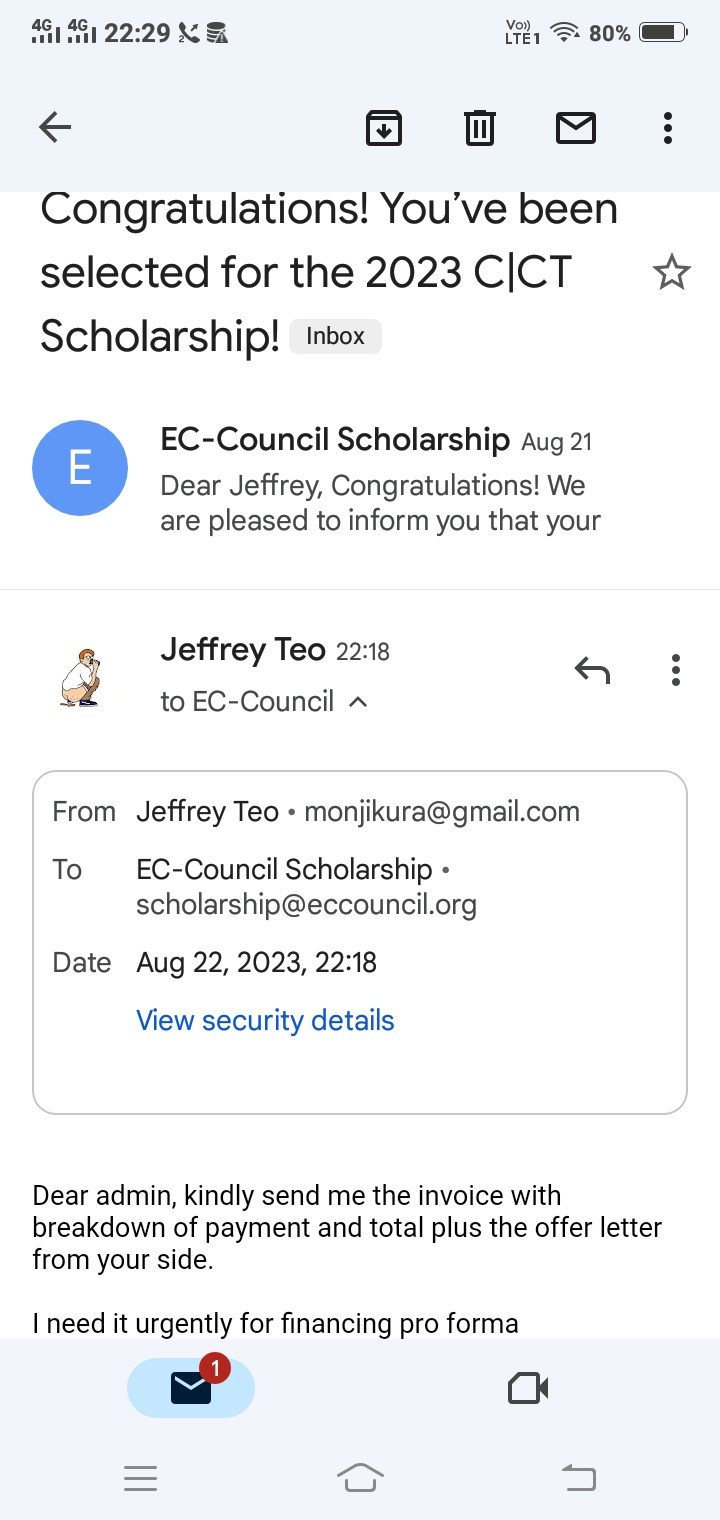 4G 4G 22:29 2 Vo)) LTE1 80%
Congratulations! You’ve been
selected for the 2023 C|CT
Scholarship! Inbox
E
EC-Council Scholarship Aug 21
Dear Jeffrey, Congratulations! We
are pleased to inform you that your
Jeffrey Teo 22:18
to EC-Council
From Jeffrey Teo • monjikura@gmail.com
To EC-Council Scholarship •
scholarship@eccouncil.org
Date Aug 22, 2023, 22:18
View security details
Dear admin, kindly send me the invoice with
breakdown of payment and total plus the offer letter
from your side.
I need it urgently for financing pro forma
1